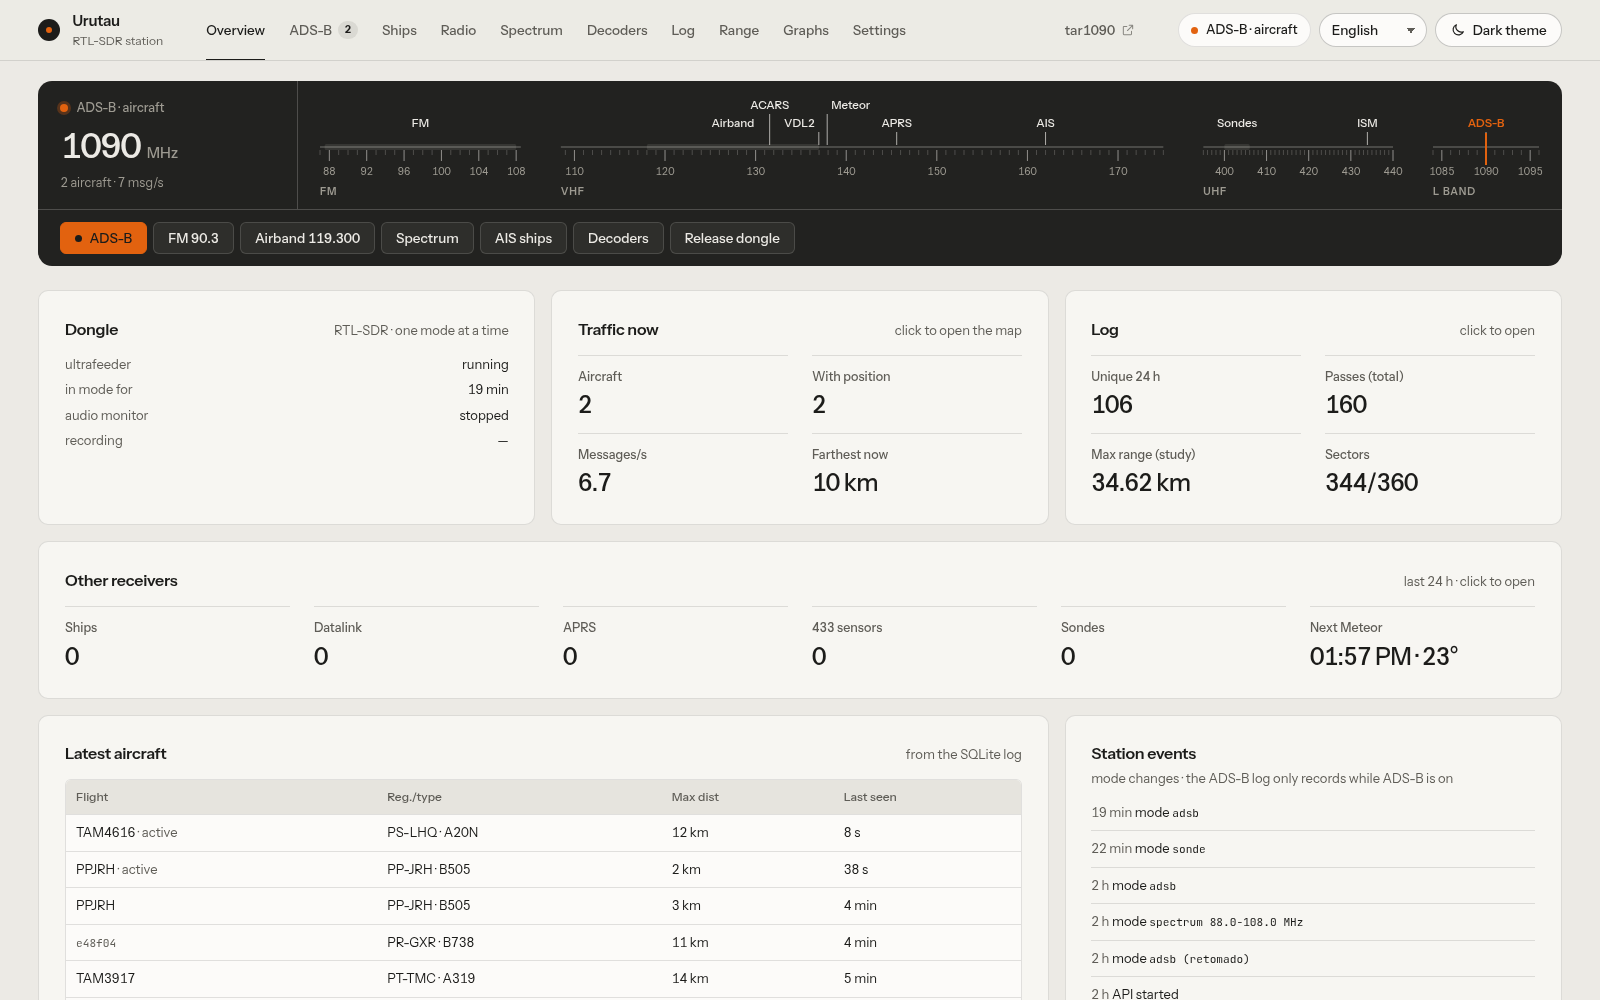 Urutau
RTL-SDR station
Overview
ADS-B 2
Ships
Radio
Spectrum
Decoders
Log
Range
Graphs
Settings
tar1090
ADS-B · aircraft
English
Dark theme
ADS-B · aircraft
1090 MHz
2 aircraft · 7 msg/s
ACARS Meteor
FM Airband VDL2 APRS AIS Sondes ISM ADS-B
88 92 96 100 104 108 110 120 130 140 150 160 170 400 410 420 430 440 1085 1090 1095
FM VHF UHF L BAND
ADS-B
FM 90.3
Airband 119.300
Spectrum
AIS ships
Decoders
Release dongle
Dongle
RTL-SDR · one mode at a time
ultrafeeder running
in mode for 19 min
audio monitor stopped
recording —
Traffic now
click to open the map
Aircraft
2
With position
2
Messages/s
6.7
Farthest now
10 km
Log
click to open
Unique 24 h
106
Passes (total)
160
Max range (study)
34.62 km
Sectors
344/360
Other receivers
last 24 h · click to open
Ships
0
Datalink
0
APRS
0
433 sensors
0
Sondes
0
Next Meteor
01:57 PM · 23°
Latest aircraft
from the SQLite log
Flight Reg./type Max dist Last seen
TAM4616 · active PS-LHQ · A20N 12 km 8 s
PPJRH · active PP-JRH · B505 2 km 38 s
PPJRH PP-JRH · B505 3 km 4 min
e48f04 PR-GXR · B738 11 km 4 min
TAM3917 PT-TMC · A319 14 km 5 min
Station events
mode changes · the ADS-B log only records while ADS-B is on
19 min mode adsb
22 min mode sonde
2 h mode adsb
2 h mode spectrum 88.0-108.0 MHz
2 h mode adsb (retomado)
2 h API started